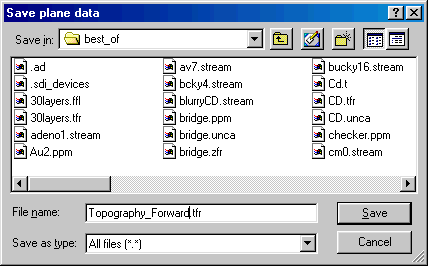 Save plane data
Save in: best_of
.ad av7.stream bucky16.stream
.sdi_devices bcky4.stream Cd.t
30layers.ffl blurryCD.stream CD.tfr
30layers.tfr bridge.ppm CD.unca
adeno1.stream bridge.unca checker.ppm
Au2.ppm bridge.zfr cm0.stream
File name: Topography_Forward.tfr Save
Save as type: All files (*.*) Cancel